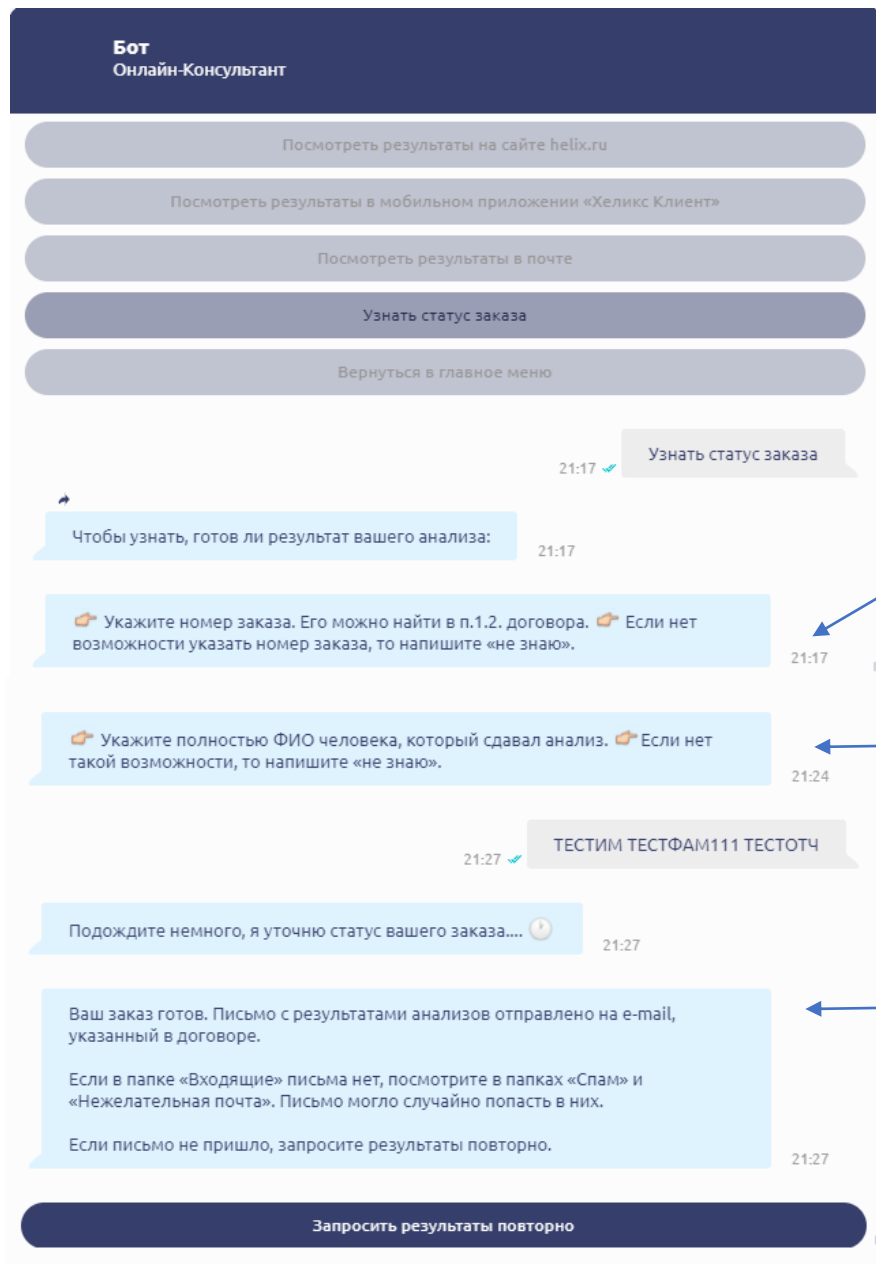 Бот
Онлайн-Консультант
Посмотреть результаты на сайте helix.ru
Посмотреть результаты в мобильном приложении «Хеликс Клиент»
Посмотреть результаты в почте
Узнать статус заказа
Вернуться в главное меню
Узнать статус заказа
21:17
Чтобы узнать, готов ли результат вашего анализа:
21:17
👉 Укажите номер заказа. Его можно найти в п.1.2. договора. 👉 Если нет
возможности указать номер заказа, то напишите «не знаю».
21:17
👉 Укажите полностью ФИО человека, который сдавал анализ. 👉 Если нет
такой возможности, то напишите «не знаю».
21:24
ТЕСТИМ ТЕСТФАМ111 ТЕСТОТЧ
21:27
Подождите немного, я уточню статус вашего заказа.... 🕐
21:27
Ваш заказ готов. Письмо с результатами анализов отправлено на e-mail,
указанный в договоре.
Если в папке «Входящие» письма нет, посмотрите в папках «Спам» и
«Нежелательная почта». Письмо могло случайно попасть в них.
Если письмо не пришло, запросите результаты повторно.
21:27
Запросить результаты повторно